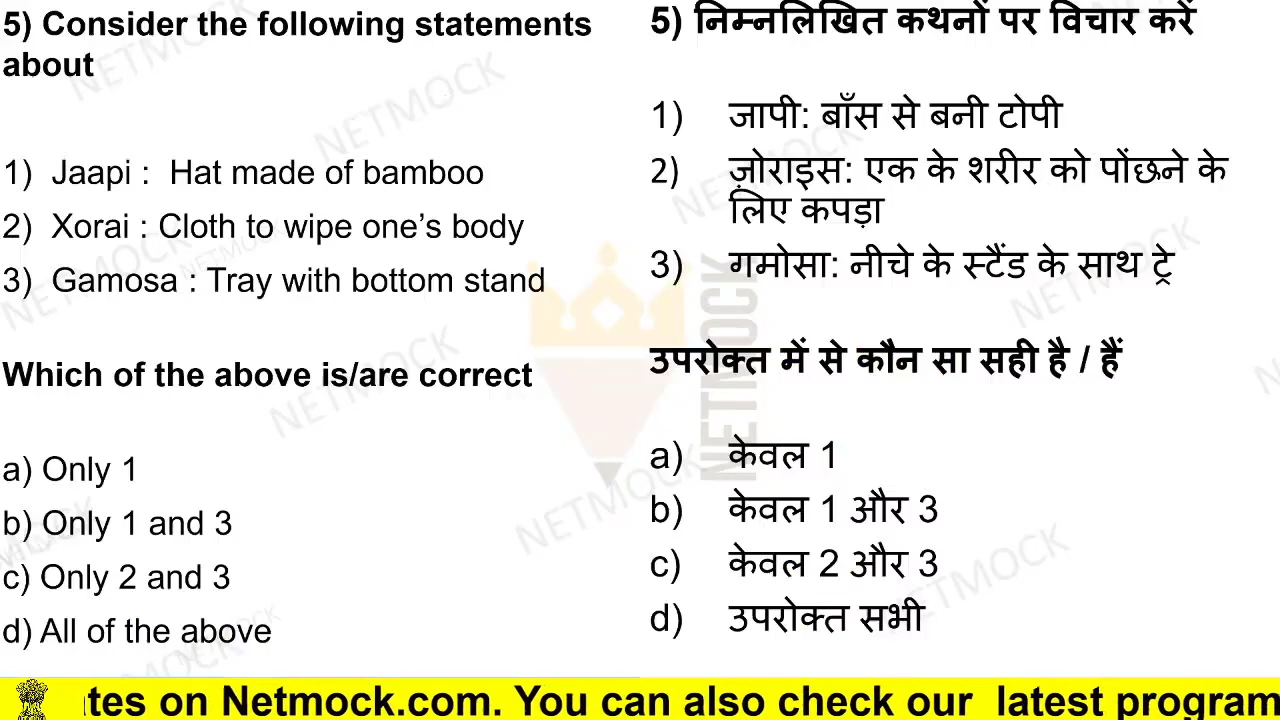 5) Consider the following statements
about
1) Jaapi : Hat made of bamboo
2) Xorai : Cloth to wipe one’s body
3) Gamosa : Tray with bottom stand
Which of the above is/are correct
a) Only 1
b) Only 1 and 3
c) Only 2 and 3
d) All of the above
5) निम्नलिखित कथनों पर विचार करें
1) जापी: बाँस से बनी टोपी
2) ज़ोराइस: एक के शरीर को पोंछने के
लिए कपड़ा
3) गमोसा: नीचे के स्टैंड के साथ ट्रे
उपरोक्त में से कौन सा सही है / हैं
a) केवल 1
b) केवल 1 और 3
c) केवल 2 और 3
d) उपरोक्त सभी
NETMOCK
tes on Netmock.com. You can also check our latest program